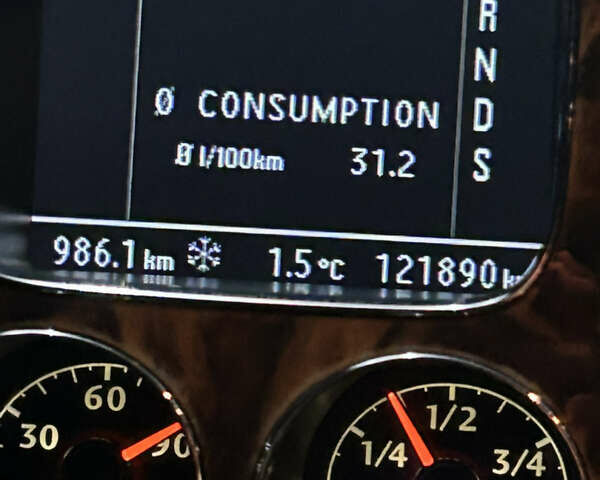 R
N
Ø CONSUMPTION D
Ø l/100km 31.2 S
986.1 km 1.5°C 121890
30 60 90
1/4 1/2 3/4